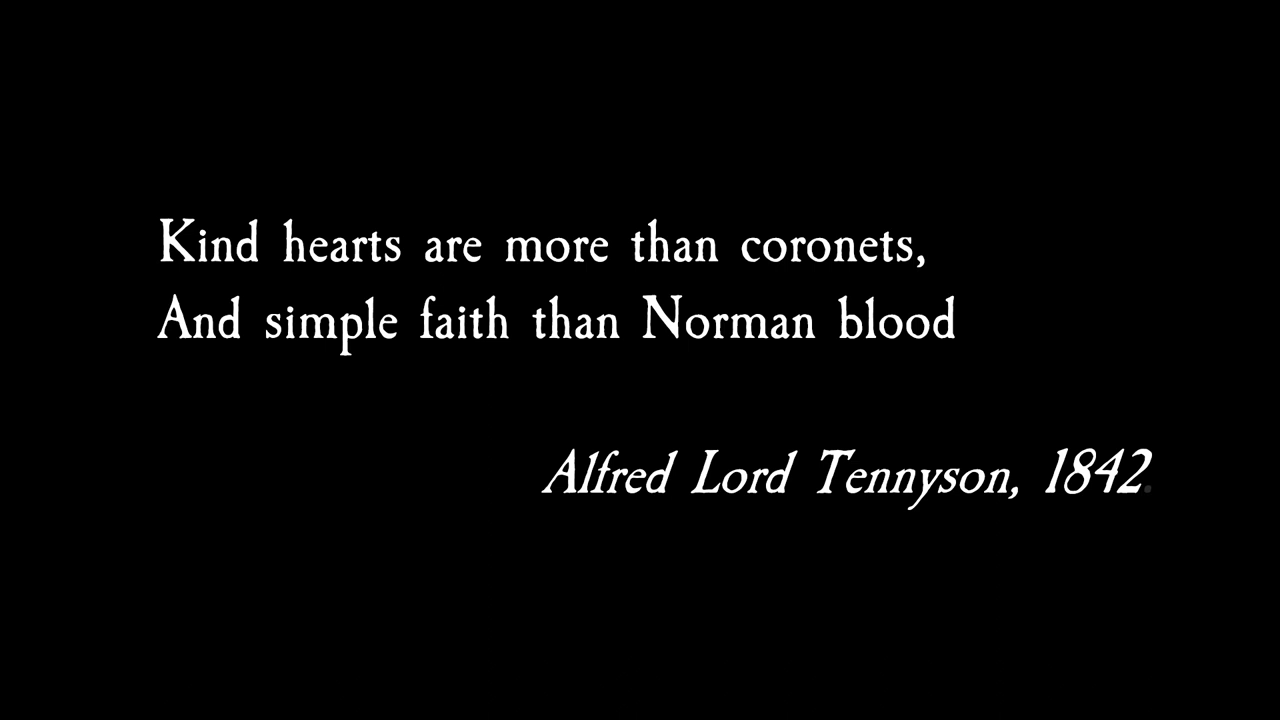 Kind hearts are more than coronets,
And simple faith than Norman blood
Alfred Lord Tennyson, 1842.